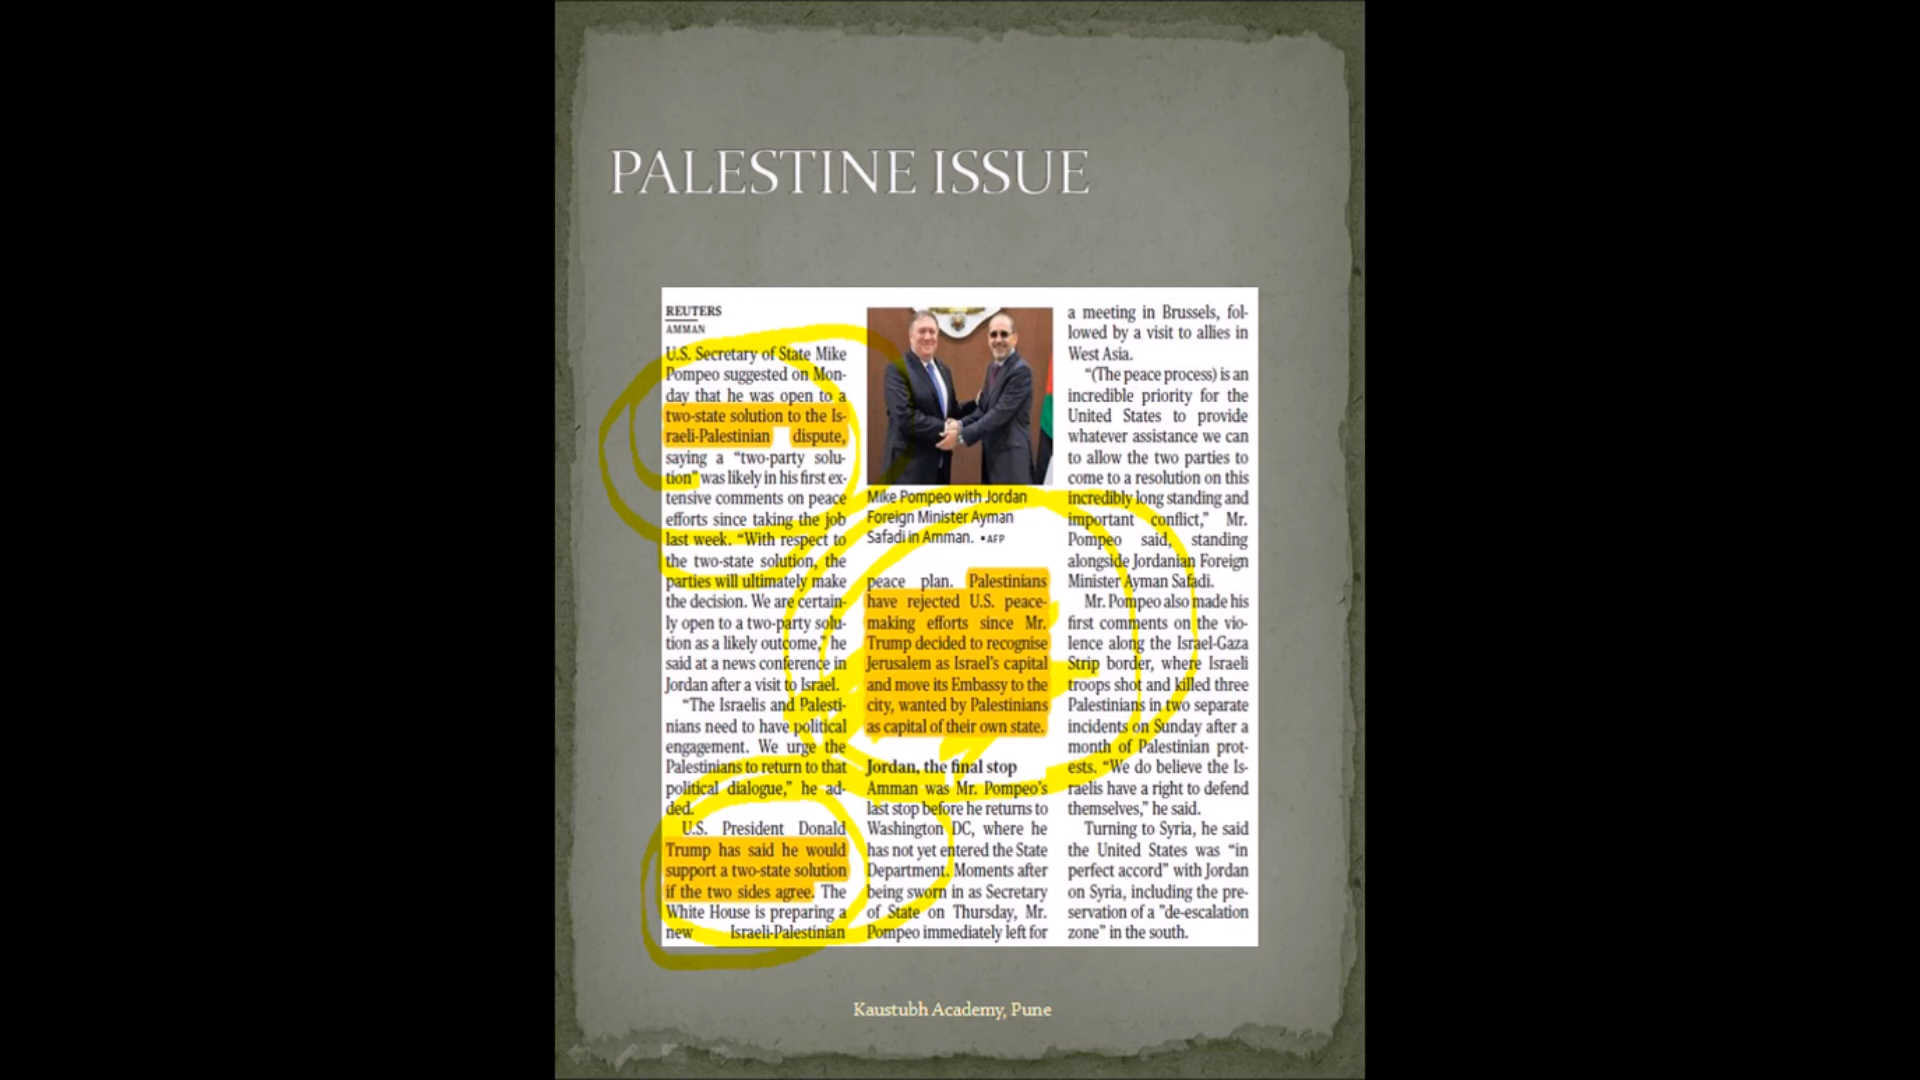 PALESTINE ISSUE
REUTERS
AMMAN
U.S. Secretary of State Mike
Pompeo suggested on Mon-
day that he was open to a
two-state solution to the Is-
raeli-Palestinian dispute,
saying a “two-party solu-
tion” was likely in his first ex-
tensive comments on peace
efforts since taking the job
last week. “With respect to
the two-state solution, the
parties will ultimately make
the decision. We are certain-
ly open to a two-party solu-
tion as a likely outcome,” he
said at a news conference in
Jordan after a visit to Israel.
“The Israelis and Palesti-
nians need to have political
engagement. We urge the
Palestinians to return to that
political dialogue,” he ad-
ded.
U.S. President Donald
Trump has said he would
support a two-state solution
if the two sides agree. The
White House is preparing a
new Israeli-Palestinian
Mike Pompeo with Jordan
Foreign Minister Ayman
Safadi in Amman. •AFP
peace plan. Palestinians
have rejected U.S. peace-
making efforts since Mr.
Trump decided to recognise
Jerusalem as Israel's capital
and move its Embassy to the
city, wanted by Palestinians
as capital of their own state.
Jordan, the final stop
Amman was Mr. Pompeo's
last stop before he returns to
Washington DC, where he
has not yet entered the State
Department. Moments after
being sworn in as Secretary
of State on Thursday, Mr.
Pompeo immediately left for
a meeting in Brussels, fol-
lowed by a visit to allies in
West Asia.
“(The peace process) is an
incredible priority for the
United States to provide
whatever assistance we can
to allow the two parties to
come to a resolution on this
incredibly long standing and
important conflict,” Mr.
Pompeo said, standing
alongside Jordanian Foreign
Minister Ayman Safadi.
Mr. Pompeo also made his
first comments on the vio-
lence along the Israel-Gaza
Strip border, where Israeli
troops shot and killed three
Palestinians in two separate
incidents on Sunday after a
month of Palestinian prot-
ests. “We do believe the Is-
raelis have a right to defend
themselves,” he said.
Turning to Syria, he said
the United States was “in
perfect accord” with Jordan
on Syria, including the pre-
servation of a "de-escalation
zone” in the south.
Kaustubh Academy, Pune